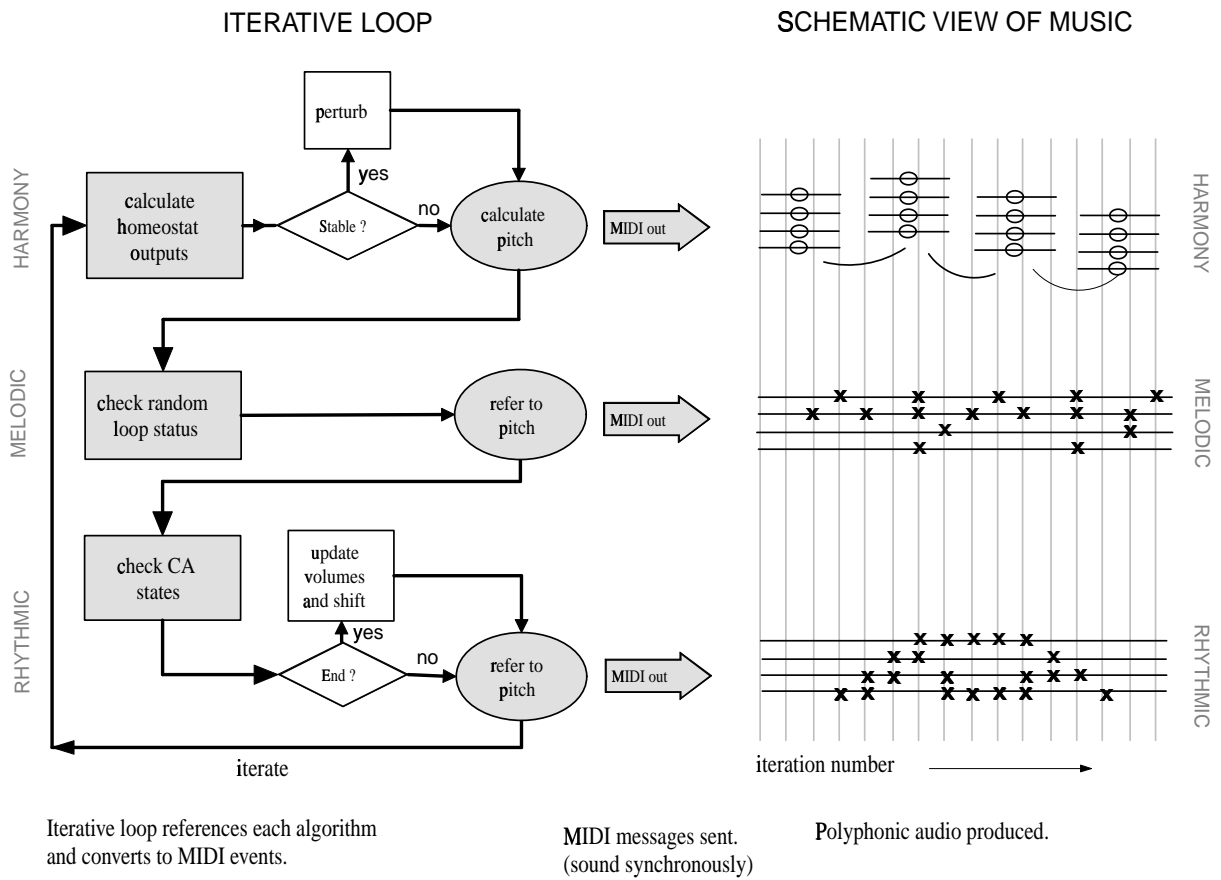 ITERATIVE LOOP
SCHEMATIC VIEW OF MUSIC
HARMONY
perturb
yes
calculate
homeostat
outputs
Stable ?
no
calculate
pitch
MIDI out
HARMONY
MELODIC
check random
loop status
refer to
pitch
MIDI out
MELODIC
RHYTHMIC
check CA
states
update
volumes
and shift
yes
End ?
no
refer to
pitch
MIDI out
RHYTHMIC
iterate
iteration number
Iterative loop references each algorithm
and converts to MIDI events.
MIDI messages sent.
(sound synchronously)
Polyphonic audio produced.